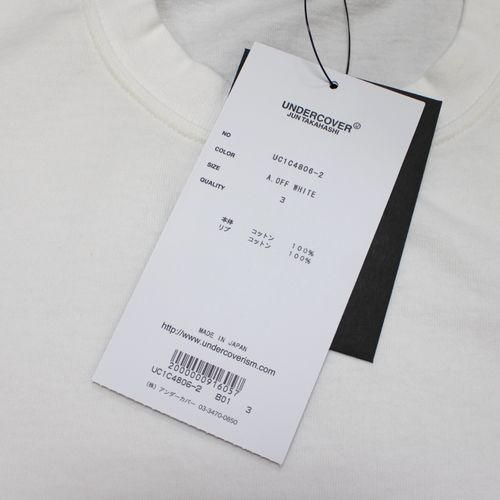 UNDERCOVER
JUN TAKAHASHI
NO UC1C4806-2
COLOR A.OFF WHITE
SIZE 3
QUALITY
本体 コットン 100%
リブ コットン 100%
MADE IN JAPAN
http://www.undercoverism.com
2000000916057
UC1C4806-2 B01 3
(株) アンダーカバー 03-3470-0850